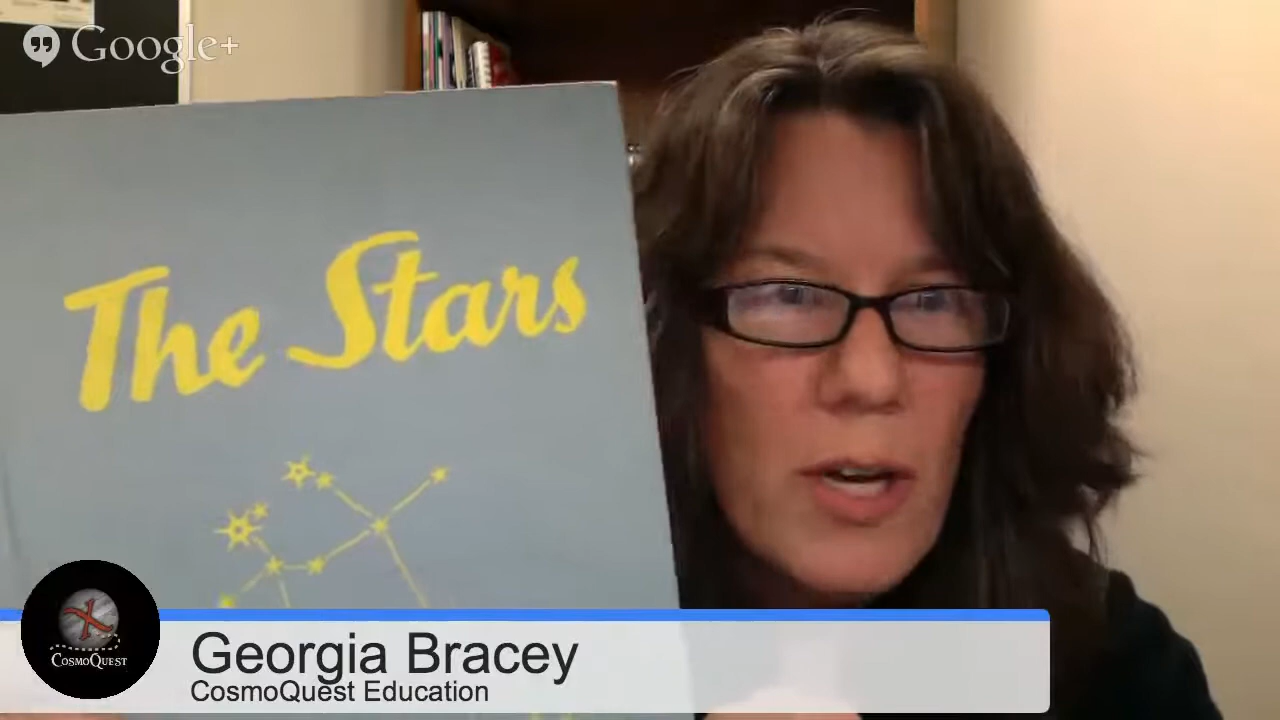 Google+
The Stars
Georgia Bracey
CosmoQuest Education
CosmoQuest